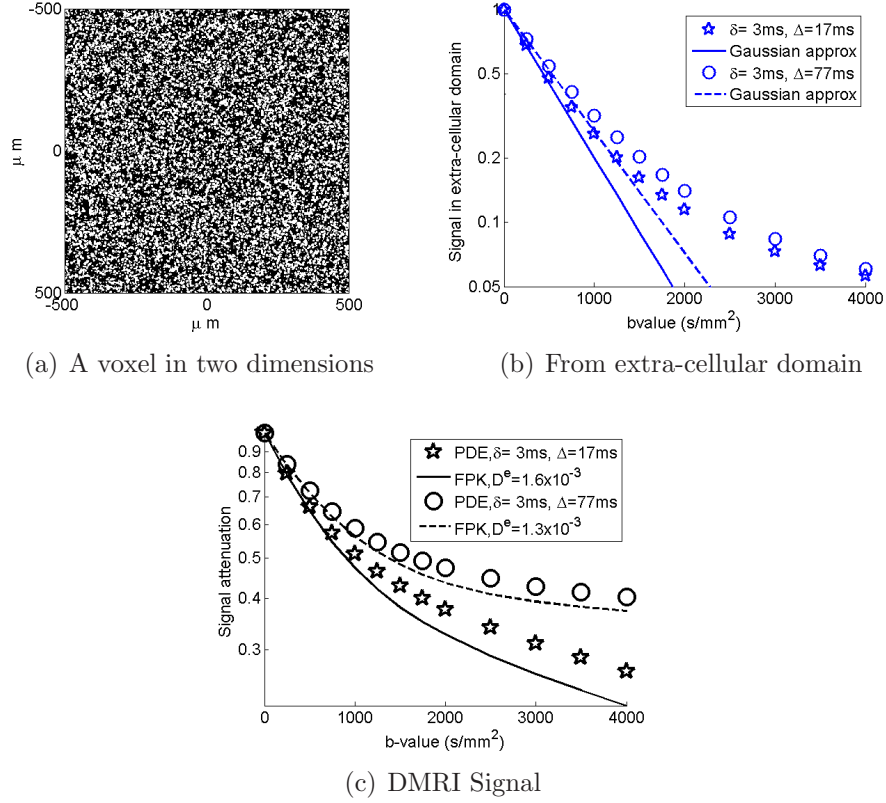 -500
0
500
-500
0
500
μ m
μ m
(a) A voxel in two dimensions
1
0.5
0.2
0.1
0.05
0
1000
2000
3000
4000
Signal in extra-cellular domain
bvalue (s/mm²)
δ= 3ms, Δ=17ms
Gaussian approx
δ= 3ms, Δ=77ms
Gaussian approx
(b) From extra-cellular domain
0.9
0.8
0.7
0.6
0.5
0.4
0.3
0
1000
2000
3000
4000
Signal attenuation
b-value (s/mm²)
PDE,δ= 3ms, Δ=17ms
FPK,Dᵉ=1.6x10⁻³
PDE,δ= 3ms, Δ=77ms
FPK,Dᵉ=1.3x10⁻³
(c) DMRI Signal